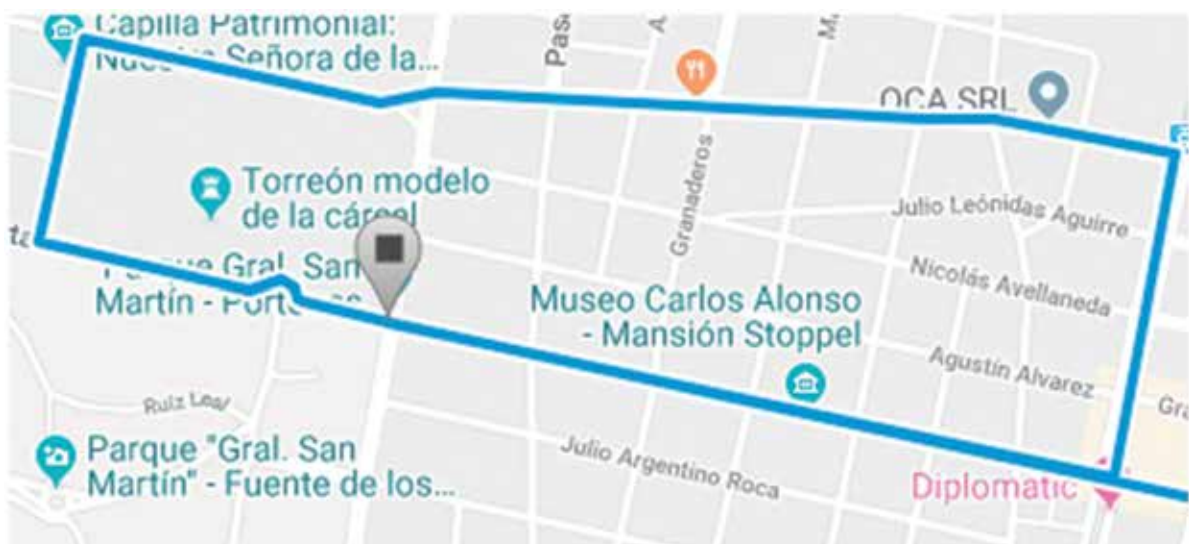 Capilla Patrimonial:
Señora de la...
OCA SRL
Torreón modelo
de la cárcel
Granaderos
Julio Leónidas Aguirre
Gral. San
Martín -
Nicolás Avellaneda
Museo Carlos Alonso
- Mansión Stoppel
Agustín Alvarez
Ruiz Leal
Gra
Julio Argentino Roca
Parque "Gral. San
Martín" - Fuente de los...
Diplomatic